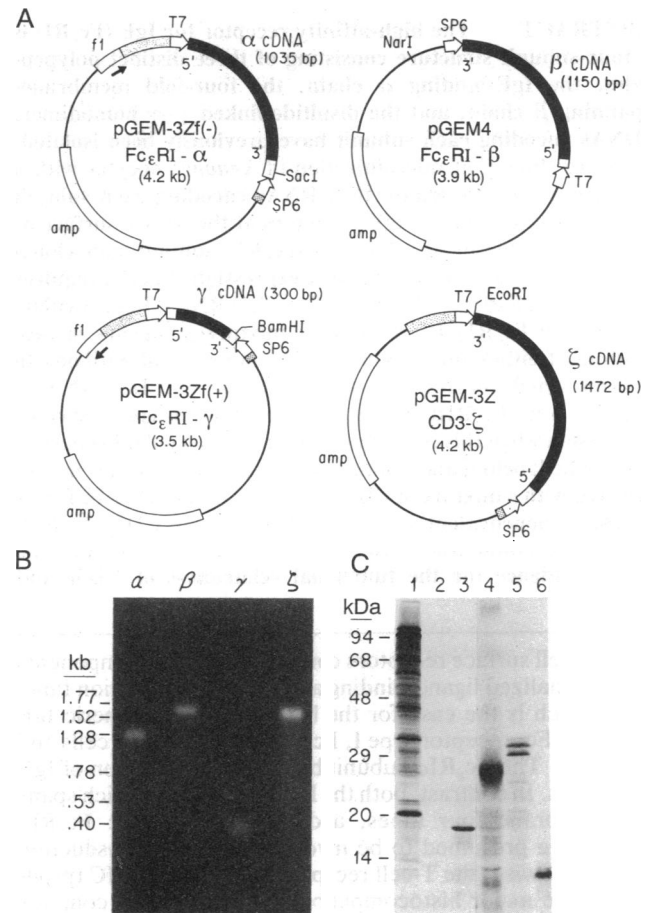 A
T7
f1
α cDNA
(1035 bp)
5'
pGEM-3Zf(-)
FcεRI - α
(4.2 kb)
3'
SacI
SP6
amp
SP6
NarI
3'
β cDNA
(1150 bp)
pGEM4
FcεRI - β
(3.9 kb)
5'
T7
amp
T7
γ cDNA (300 bp)
f1
5'
3'
BamHI
SP6
pGEM-3Zf(+)
FcεRI - γ
(3.5 kb)
amp
T7
EcoRI
3'
ζ cDNA
(1472 bp)
pGEM-3Z
CD3-ζ
(4.2 kb)
amp
5'
SP6
B
α β γ ζ
kb
1.77
1.52
1.28
.78
.53
.40
C
1 2 3 4 5 6
kDa
94
68
48
29
20
14